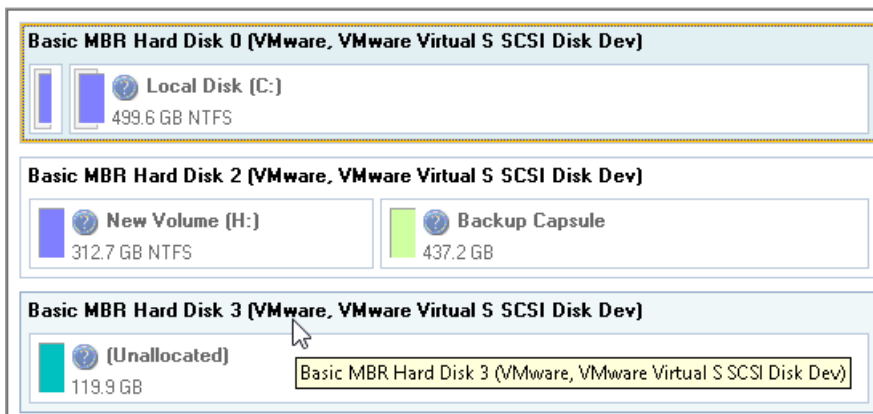 Basic MBR Hard Disk 0 (VMware, VMware Virtual S SCSI Disk Dev)
Local Disk (C:)
499.6 GB NTFS
Basic MBR Hard Disk 2 (VMware, VMware Virtual S SCSI Disk Dev)
New Volume (H:)
312.7 GB NTFS
Backup Capsule
437.2 GB
Basic MBR Hard Disk 3 (VMware, VMware Virtual S SCSI Disk Dev)
(Unallocated)
119.9 GB
Basic MBR Hard Disk 3 (VMware, VMware Virtual S SCSI Disk Dev)